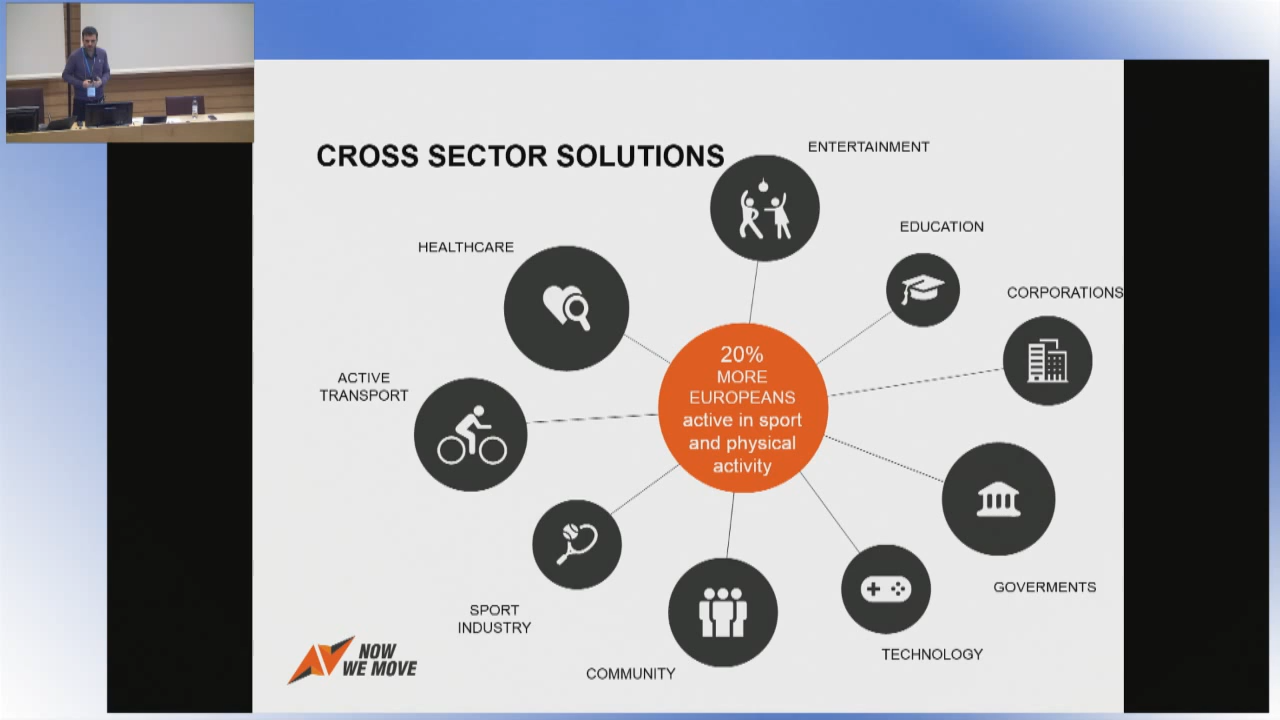 CROSS SECTOR SOLUTIONS
ENTERTAINMENT
EDUCATION
HEALTHCARE
CORPORATIONS
20%
MORE
EUROPEANS
active in sport
and physical
activity
ACTIVE
TRANSPORT
GOVERMENTS
SPORT
INDUSTRY
TECHNOLOGY
COMMUNITY
NOW
WE MOVE